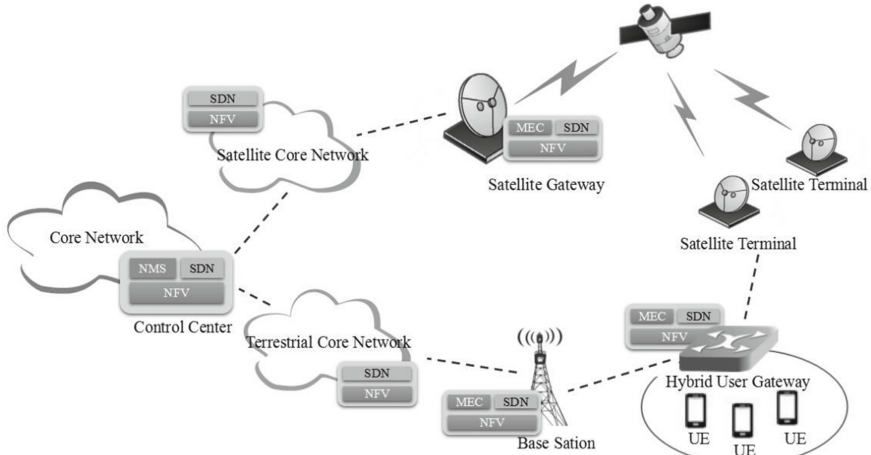 SDN
NFV
Satellite Core Network
MEC SDN
NFV
Satellite Gateway
Satellite Terminal
Satellite Terminal
Core Network
NMS SDN
NFV
Control Center
Terrestrial Core Network
SDN
NFV
MEC SDN
NFV
Base Sation
MEC SDN
NFV
Hybrid User Gateway
UE
UE
UE